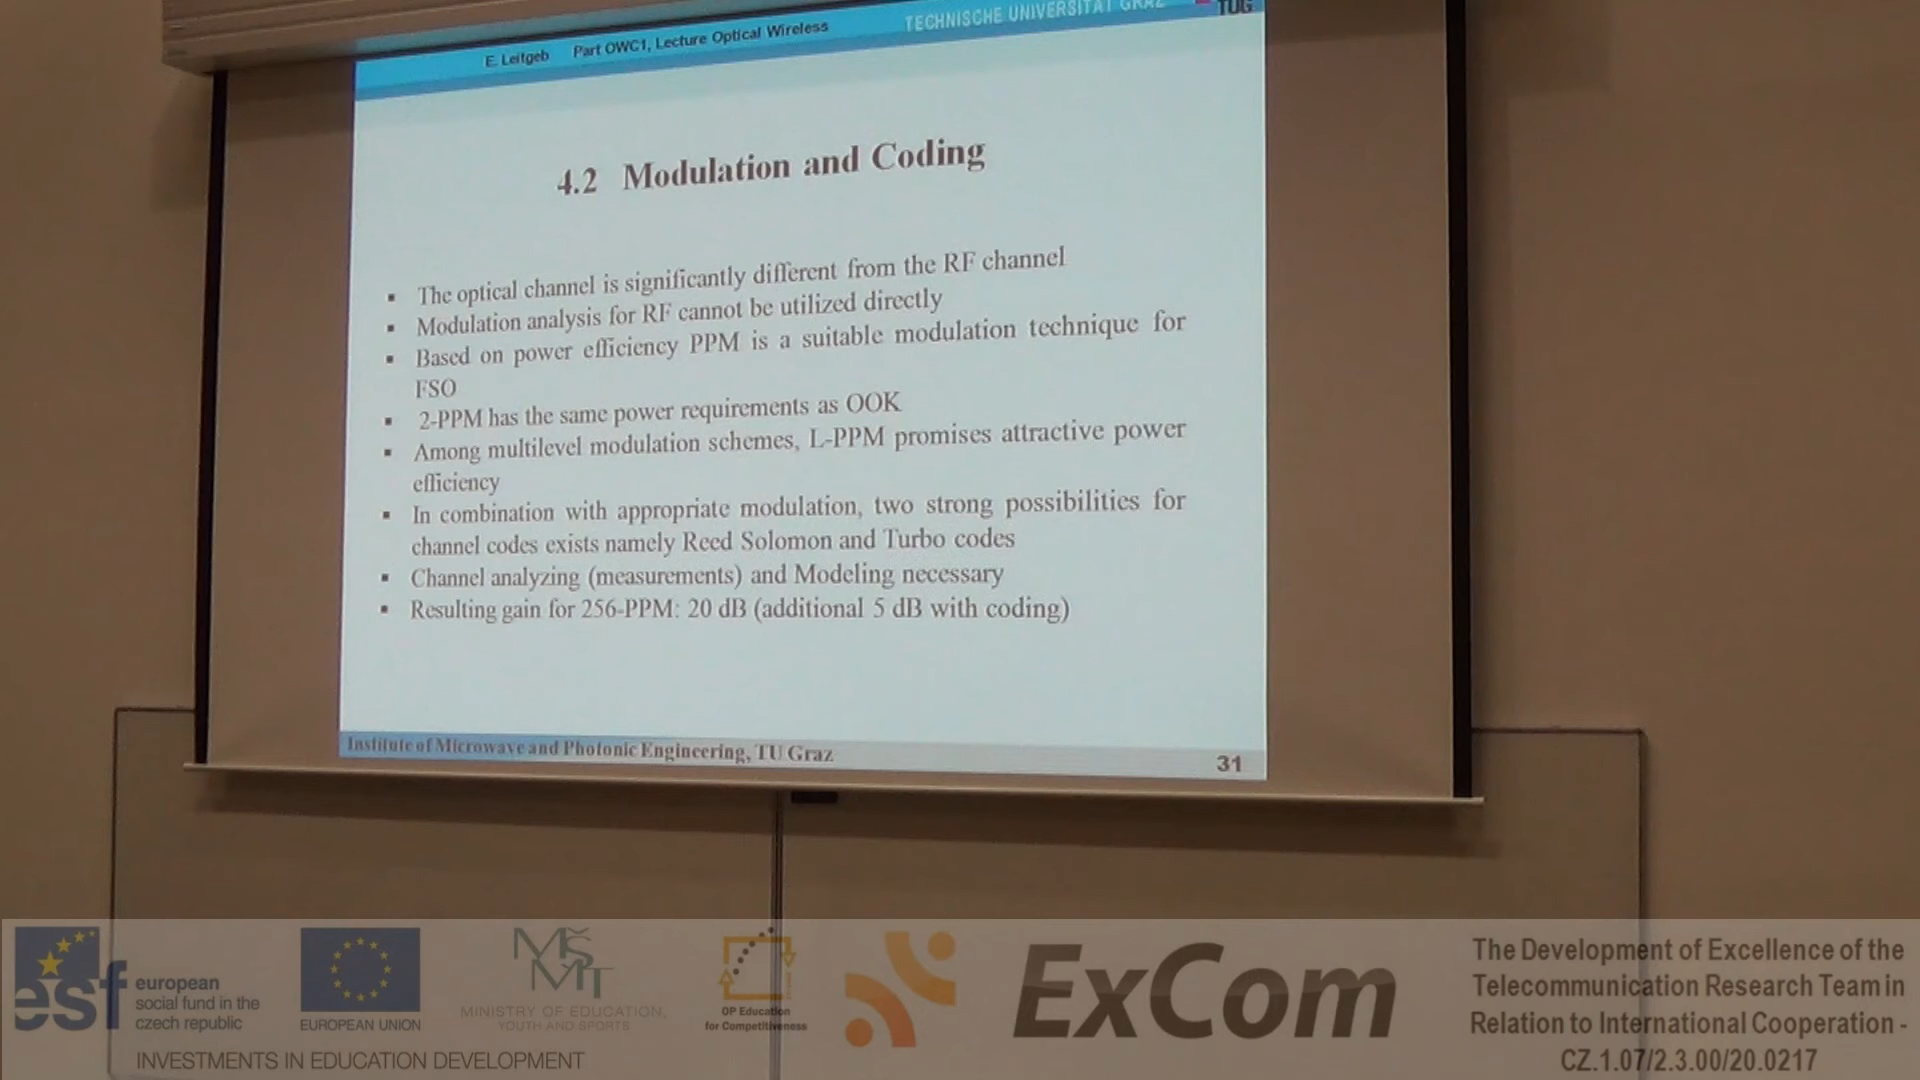 E. Leitgeb Part OWC1, Lecture Optical Wireless
TECHNISCHE UNIVERSITÄT GRAZ
TUG
4.2 Modulation and Coding
▪ The optical channel is significantly different from the RF channel
▪ Modulation analysis for RF cannot be utilized directly
▪ Based on power efficiency PPM is a suitable modulation technique for
FSO
▪ 2-PPM has the same power requirements as OOK
▪ Among multilevel modulation schemes, L-PPM promises attractive power
efficiency
▪ In combination with appropriate modulation, two strong possibilities for
channel codes exists namely Reed Solomon and Turbo codes
▪ Channel analyzing (measurements) and Modeling necessary
▪ Resulting gain for 256-PPM: 20 dB (additional 5 dB with coding)
Institute of Microwave and Photonic Engineering, TU Graz
31
esf
european
social fund in the
czech republic
EUROPEAN UNION
MŠMT
MINISTRY OF EDUCATION,
YOUTH AND SPORTS
OP Education
for Competitiveness
INVESTMENTS IN EDUCATION DEVELOPMENT
ExCom
The Development of Excellence of the
Telecommunication Research Team in
Relation to International Cooperation -
CZ.1.07/2.3.00/20.0217